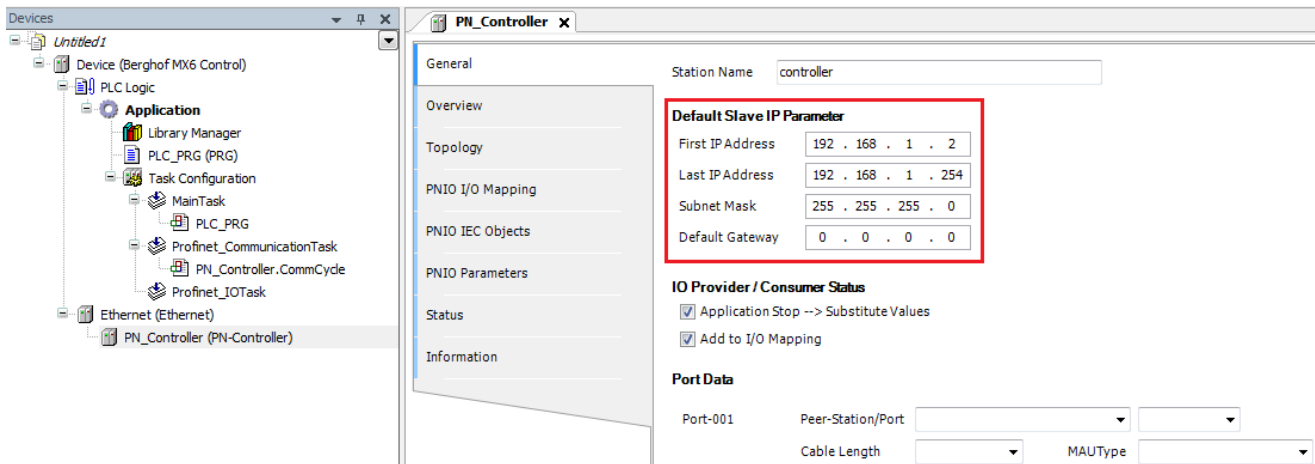 Devices
Untitled1
Device (Berghof MX6 Control)
PLC Logic
Application
Library Manager
PLC_PRG (PRG)
Task Configuration
MainTask
PLC_PRG
Profinet_CommunicationTask
PN_Controller.CommCycle
Profinet_IOTask
Ethernet (Ethernet)
PN_Controller (PN-Controller)
PN_Controller
General
Overview
Topology
PNIO I/O Mapping
PNIO IEC Objects
PNIO Parameters
Status
Information
Station Name controller
Default Slave IP Parameter
First IP Address 192 . 168 . 1 . 2
Last IP Address 192 . 168 . 1 . 254
Subnet Mask 255 . 255 . 255 . 0
Default Gateway 0 . 0 . 0 . 0
IO Provider / Consumer Status
Application Stop --> Substitute Values
Add to I/O Mapping
Port Data
Port-001 Peer-Station/Port
Cable Length MAUType